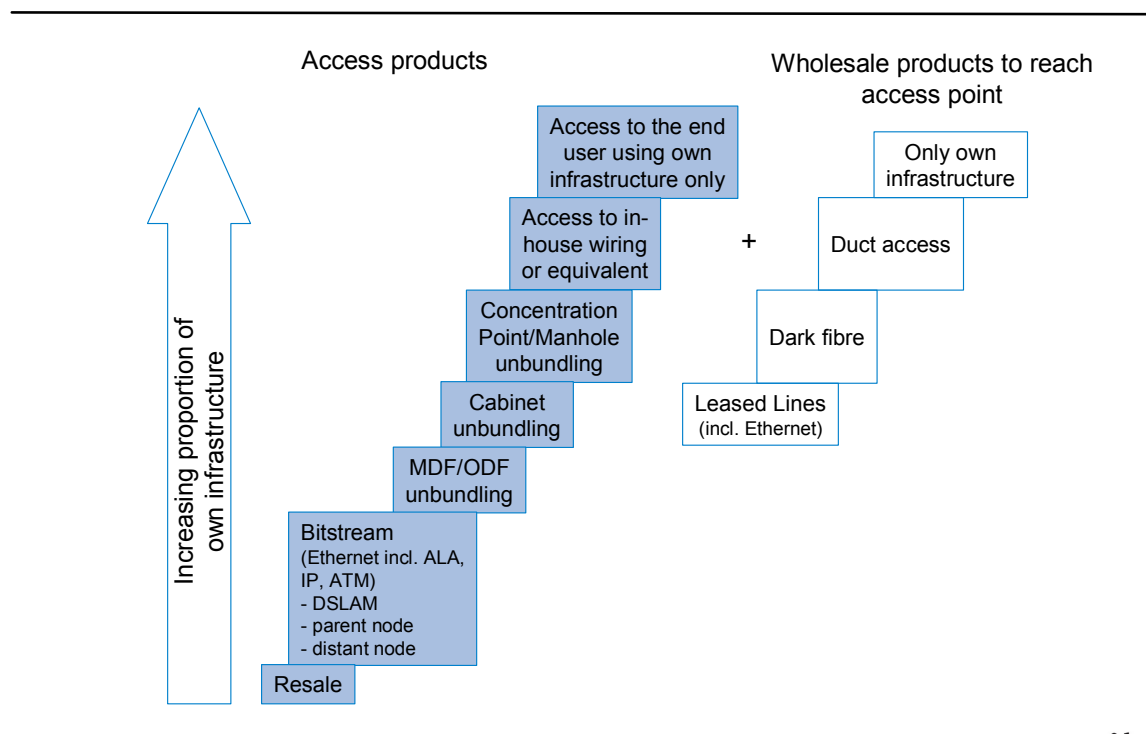 Access products
Wholesale products to reach
access point
Access to the end
user using own
infrastructure only
Only own
infrastructure
Access to in-
house wiring
or equivalent
+
Duct access
Concentration
Point/Manhole
unbundling
Dark fibre
Cabinet
unbundling
Leased Lines
(incl. Ethernet)
MDF/ODF
unbundling
Bitstream
(Ethernet incl. ALA,
IP, ATM)
- DSLAM
- parent node
- distant node
Resale
Increasing proportion of
own infrastructure